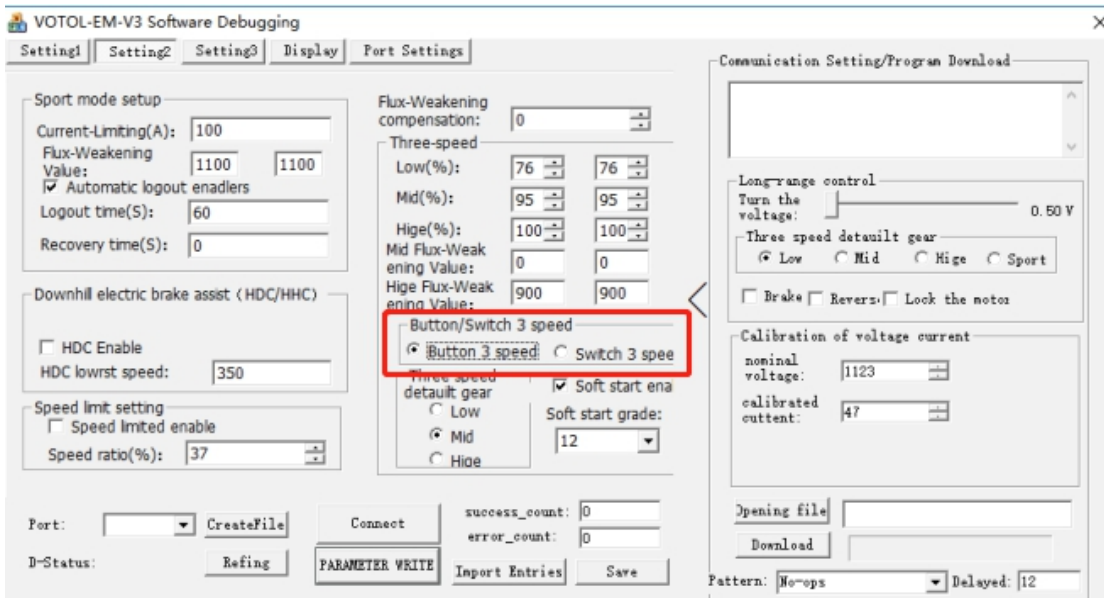 VOTOL-EM-V3 Software Debugging
Setting1 Setting2 Setting3 Display Port Settings
Sport mode setup
Current-Limiting(A): 100
Flux-Weakening
Value: 1100 1100
Automatic logout enadlers
Logout time(S): 60
Recovery time(S): 0
Downhill electric brake assist (HDC/HHC)
HDC Enable
HDC lowrst speed: 350
Speed limit setting
Speed limited enable
Speed ratio(%): 37
Flux-Weakening
compensation: 0
Three-speed
Low(%): 76 76
Mid(%): 95 95
Hige(%): 100 100
Mid Flux-Weak
ening Value: 0 0
Hige Flux-Weak
ening Value: 900 900
Button/Switch 3 speed
Button 3 speed Switch 3 spee
Three speed
detauilt gear
Low
Mid
Hige
Soft start ena
Soft start grade:
12
Communication Setting/Program Download
Long-range control
Turn the
voltage: 0.50 V
Three speed detauilt gear
Low Mid Hige Sport
Brake Revers Lock the motor
Calibration of voltage current
nominal
voltage: 1123
calibrated
cuttent: 47
Port: CreateFile Connect
success_count: 0
error_count: 0
D-Status: Refing PARAMETER WRITE Import Entries Save
Opening file
Download
Pattern: No-ops Delayed: 12